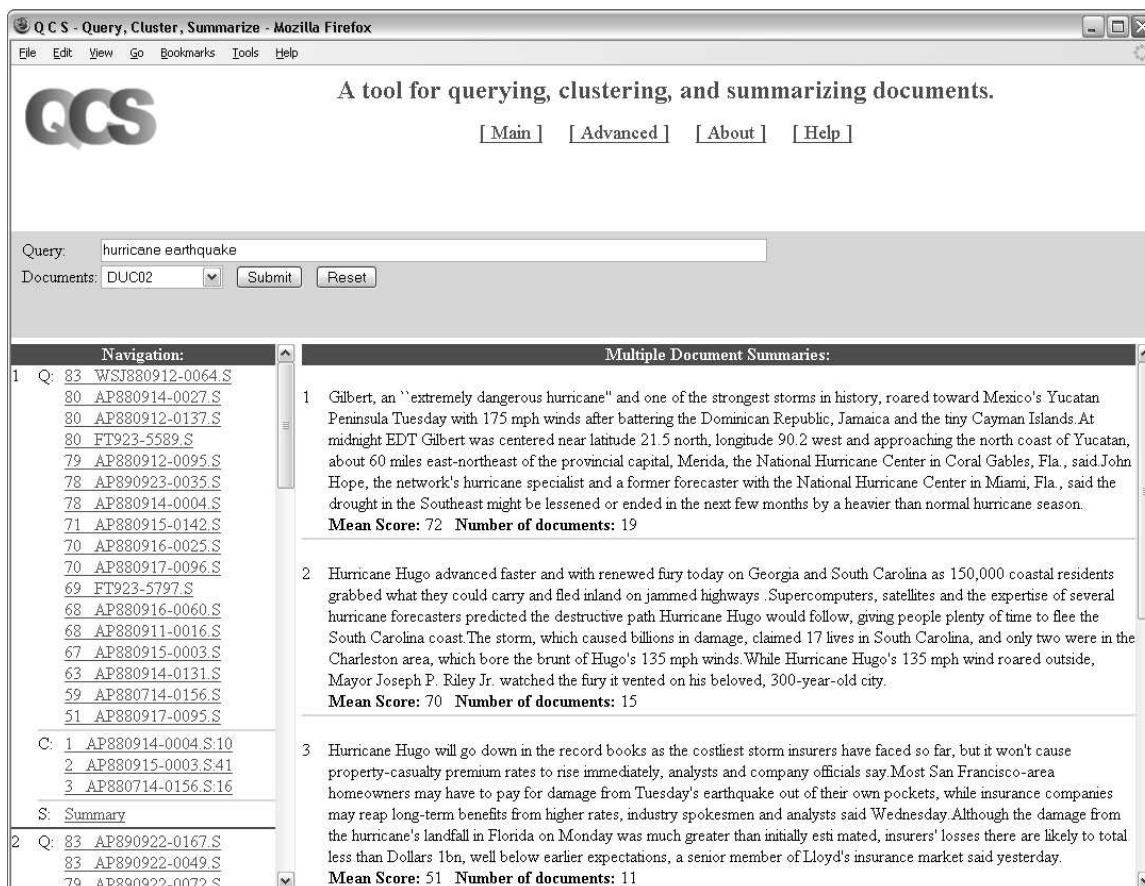 Q C S - Query, Cluster, Summarize - Mozilla Firefox
File Edit View Go Bookmarks Tools Help
QCS
A tool for querying, clustering, and summarizing documents.
[ Main ] [ Advanced ] [ About ] [ Help ]
Query: hurricane earthquake
Documents: DUC02 Submit Reset
Navigation:
1 Q: 83 WSJ880912-0064.S
80 AP880914-0027.S
80 AP880912-0137.S
80 FT923-5589.S
79 AP880912-0095.S
78 AP890923-0035.S
78 AP880914-0004.S
71 AP880915-0142.S
70 AP880916-0025.S
70 AP880917-0096.S
69 FT923-5797.S
68 AP880916-0060.S
68 AP880911-0016.S
67 AP880915-0003.S
63 AP880914-0131.S
59 AP880714-0156.S
51 AP880917-0095.S
C: 1 AP880914-0004.S:10
2 AP880915-0003.S:41
3 AP880714-0156.S:16
S: Summary
2 Q: 83 AP890922-0167.S
83 AP890922-0049.S
79 AP890922-0072.S
Multiple Document Summaries:
1 Gilbert, an ``extremely dangerous hurricane'' and one of the strongest storms in history, roared toward Mexico's Yucatan
Peninsula Tuesday with 175 mph winds after battering the Dominican Republic, Jamaica and the tiny Cayman Islands.At
midnight EDT Gilbert was centered near latitude 21.5 north, longitude 90.2 west and approaching the north coast of Yucatan,
about 60 miles east-northeast of the provincial capital, Merida, the National Hurricane Center in Coral Gables, Fla., said.John
Hope, the network's hurricane specialist and a former forecaster with the National Hurricane Center in Miami, Fla., said the
drought in the Southeast might be lessened or ended in the next few months by a heavier than normal hurricane season.
Mean Score: 72 Number of documents: 19
2 Hurricane Hugo advanced faster and with renewed fury today on Georgia and South Carolina as 150,000 coastal residents
grabbed what they could carry and fled inland on jammed highways .Supercomputers, satellites and the expertise of several
hurricane forecasters predicted the destructive path Hurricane Hugo would follow, giving people plenty of time to flee the
South Carolina coast.The storm, which caused billions in damage, claimed 17 lives in South Carolina, and only two were in the
Charleston area, which bore the brunt of Hugo's 135 mph winds.While Hurricane Hugo's 135 mph wind roared outside,
Mayor Joseph P. Riley Jr. watched the fury it vented on his beloved, 300-year-old city.
Mean Score: 70 Number of documents: 15
3 Hurricane Hugo will go down in the record books as the costliest storm insurers have faced so far, but it won't cause
property-casualty premium rates to rise immediately, analysts and company officials say.Most San Francisco-area
homeowners may have to pay for damage from Tuesday's earthquake out of their own pockets, while insurance companies
may reap long-term benefits from higher rates, industry spokesmen and analysts said Wednesday.Although the damage from
the hurricane's landfall in Florida on Monday was much greater than initially esti mated, insurers' losses there are likely to total
less than Dollars 1bn, well below earlier expectations, a senior member of Lloyd's insurance market said yesterday.
Mean Score: 51 Number of documents: 11